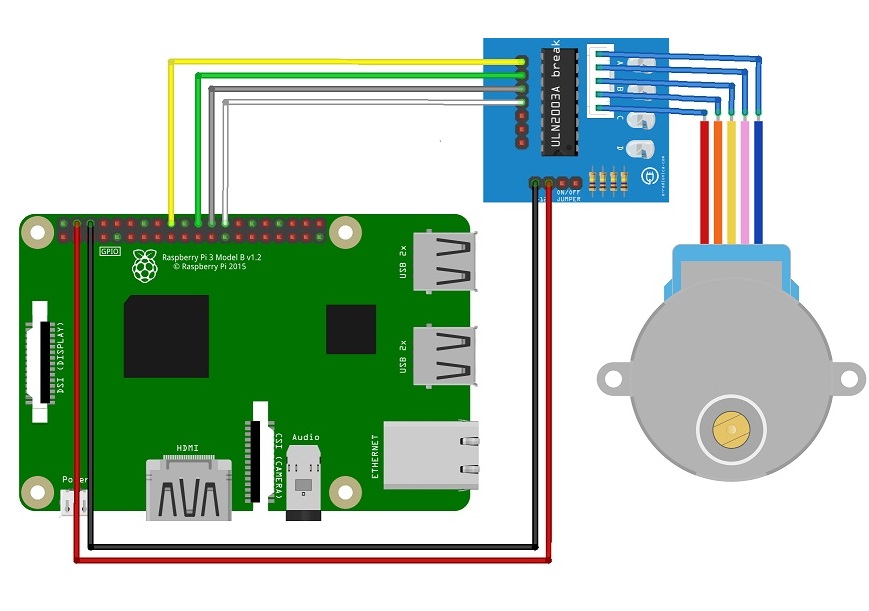 ULN2003A break
A
B
C
D
ON/OFF
JUMPER
GPIO
Raspberry Pi 3 Model B v1.2
© Raspberry Pi 2015
USB 2x
DSI (DISPLAY)
USB 2x
HDMI
CSI (CAMERA)
Audio
ETHERNET